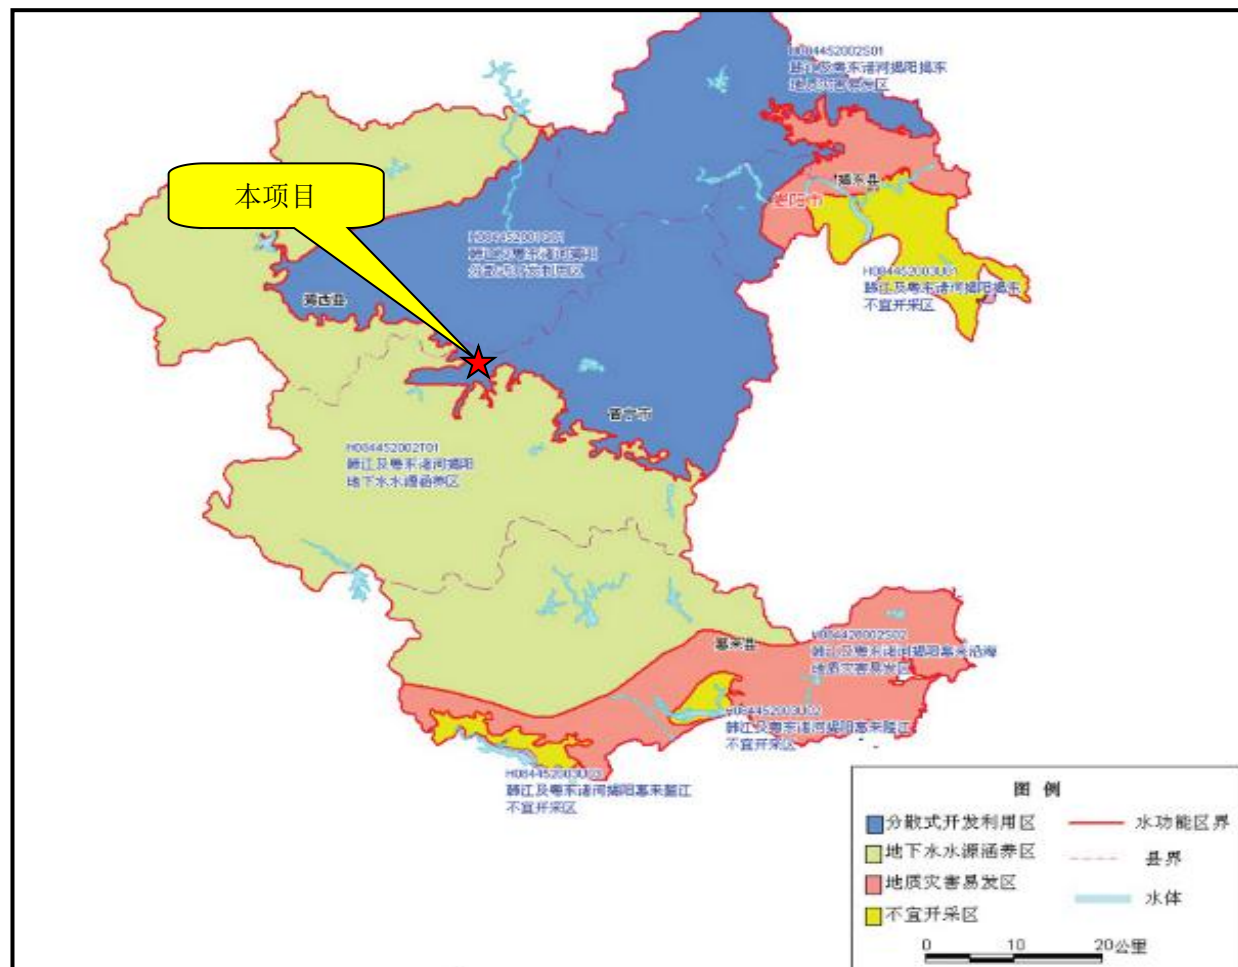 H084452002S01
韩江及粤东诸河揭阳揭东
地质灾害易发区
本项目
揭东县
揭阳市
H084452001Q01
韩江及粤东诸河揭阳
分散式开发利用区
H084452003U01
韩江及粤东诸河揭阳揭东
不宜开采区
揭西县
普宁市
H084452002T01
韩江及粤东诸河揭阳
地下水水源涵养区
惠来县
韩江及粤东诸河揭阳惠来沿海
地质灾害易发区
H084452003U02
韩江及粤东诸河揭阳惠来隆江
不宜开采区
H084452003U03
韩江及粤东诸河揭阳惠来鳌江
不宜开采区
图 例
分散式开发利用区
水功能区界
地下水水源涵养区
县界
地质灾害易发区
水体
不宜开采区
0 10 20公里